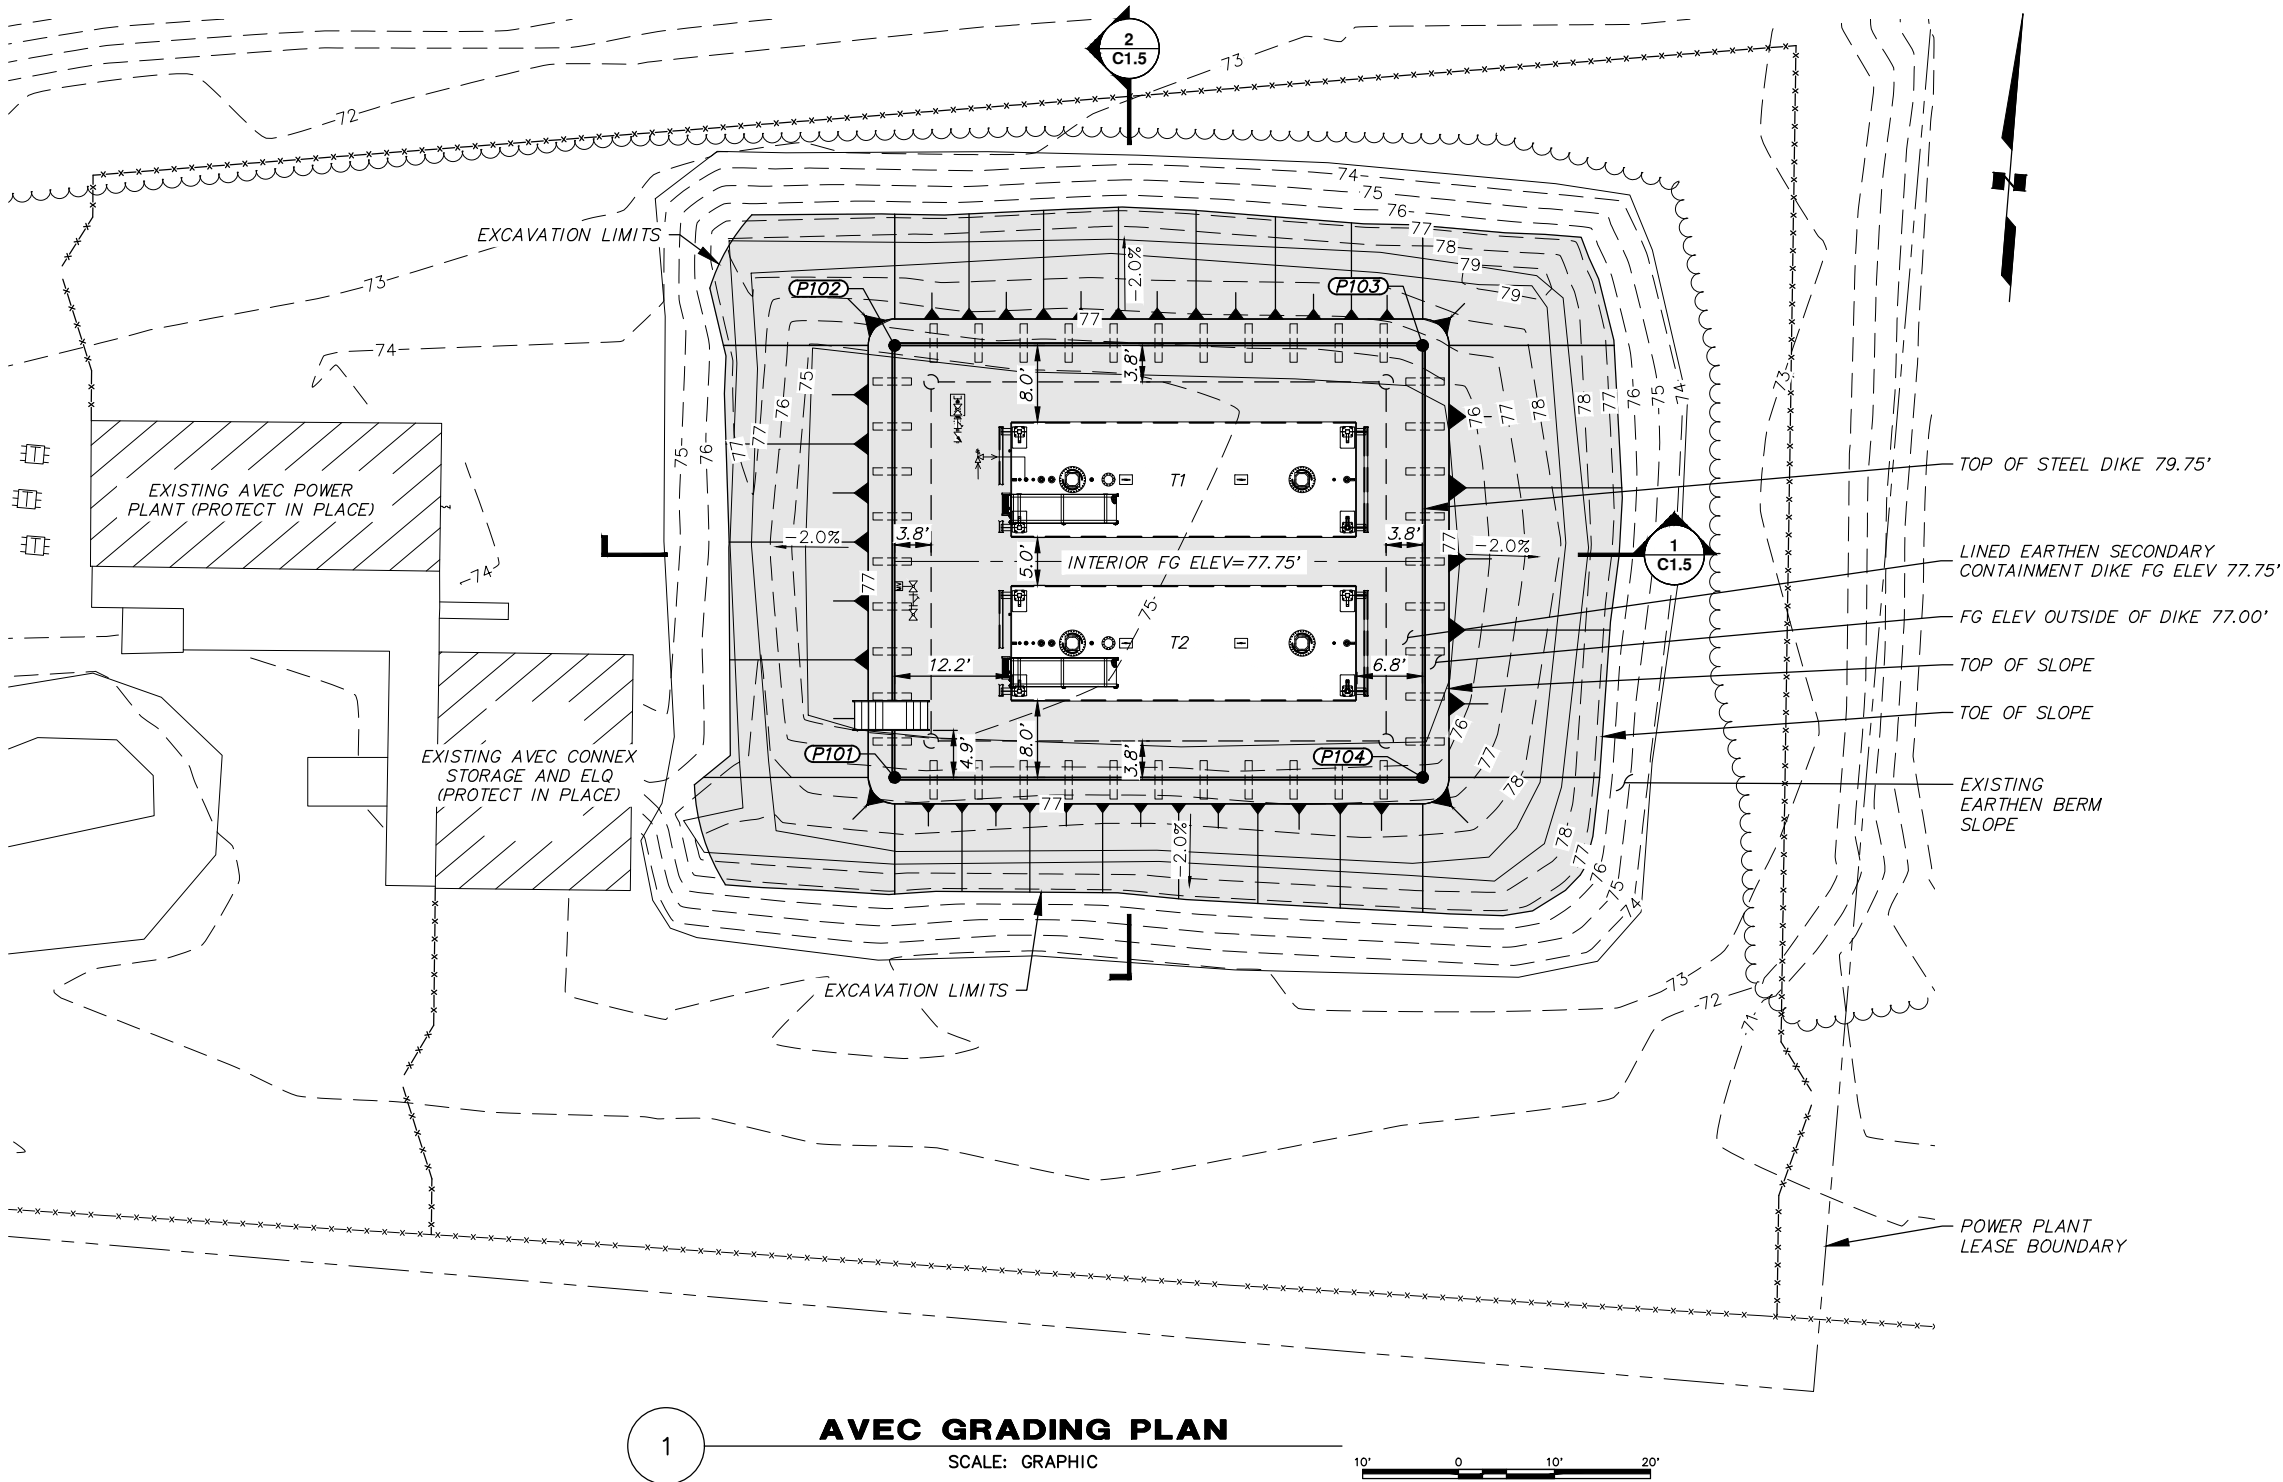 2
C1.5
73
-72
74-
75
76-
77
78
79
79
EXCAVATION LIMITS
-2.0%
73
P102
P103
77
74
75
76
77
77
8.0'
3.8'
76
77
78
78
77
76
75
74
73
75
76
EXISTING AVEC POWER
PLANT (PROTECT IN PLACE)
T1
TOP OF STEEL DIKE 79.75'
-2.0%
3.8'
3.8'
77
-2.0%
1
C1.5
LINED EARTHEN SECONDARY
CONTAINMENT DIKE FG ELEV 77.75'
5.0'
INTERIOR FG ELEV=77.75'
-74
77
75
FG ELEV OUTSIDE OF DIKE 77.00'
T2
12.2'
6.8'
TOP OF SLOPE
TOE OF SLOPE
76
77
78
4.9'
8.0'
3.8'
P101
P104
EXISTING AVEC CONNEX
STORAGE AND ELQ
(PROTECT IN PLACE)
EXISTING
EARTHEN BERM
SLOPE
77
-2.0%
78
77
76
75
74
EXCAVATION LIMITS
-73
-72
71
POWER PLANT
LEASE BOUNDARY
1
AVEC GRADING PLAN
SCALE: GRAPHIC
10' 0 10' 20'